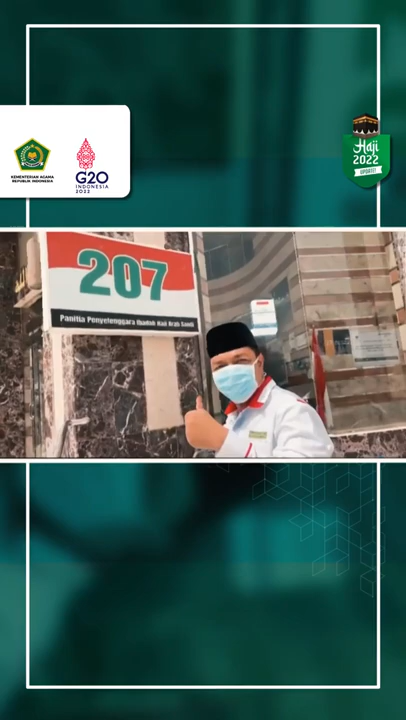 KEMENTERIAN AGAMA
REPUBLIK INDONESIA
G20
INDONESIA
2022
Haji
2022
UPDATE!
207
Panitia Penyelenggara Ibadah Haji Arab Saudi